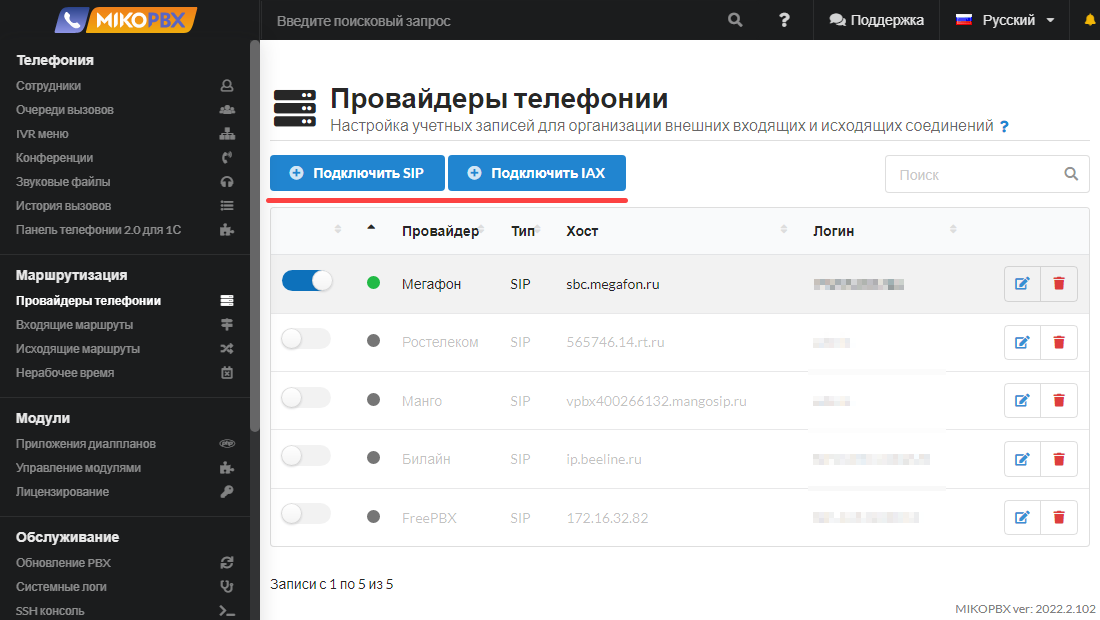 MIKOPBX
Введите поисковый запрос
?
Поддержка
Русский
Телефония
Сотрудники
Очереди вызовов
IVR меню
Конференции
Звуковые файлы
История вызовов
Панель телефонии 2.0 для 1С
Маршрутизация
Провайдеры телефонии
Входящие маршруты
Исходящие маршруты
Нерабочее время
Модули
Приложения диалпланов
Управление модулями
Лицензирование
Обслуживание
Обновление PBX
Системные логи
SSH консоль
Провайдеры телефонии
Настройка учетных записей для организации внешних входящих и исходящих соединений ?
Подключить SIP Подключить IAX
Поиск
Провайдер Тип Хост Логин
Мегафон SIP sbc.megafon.ru
Ростелеком SIP 565746.14.rt.ru
Манго SIP vpbx400266132.mangosip.ru
Билайн SIP ip.beeline.ru
FreePBX SIP 172.16.32.82
Записи с 1 по 5 из 5
MIKOPBX ver: 2022.2.102